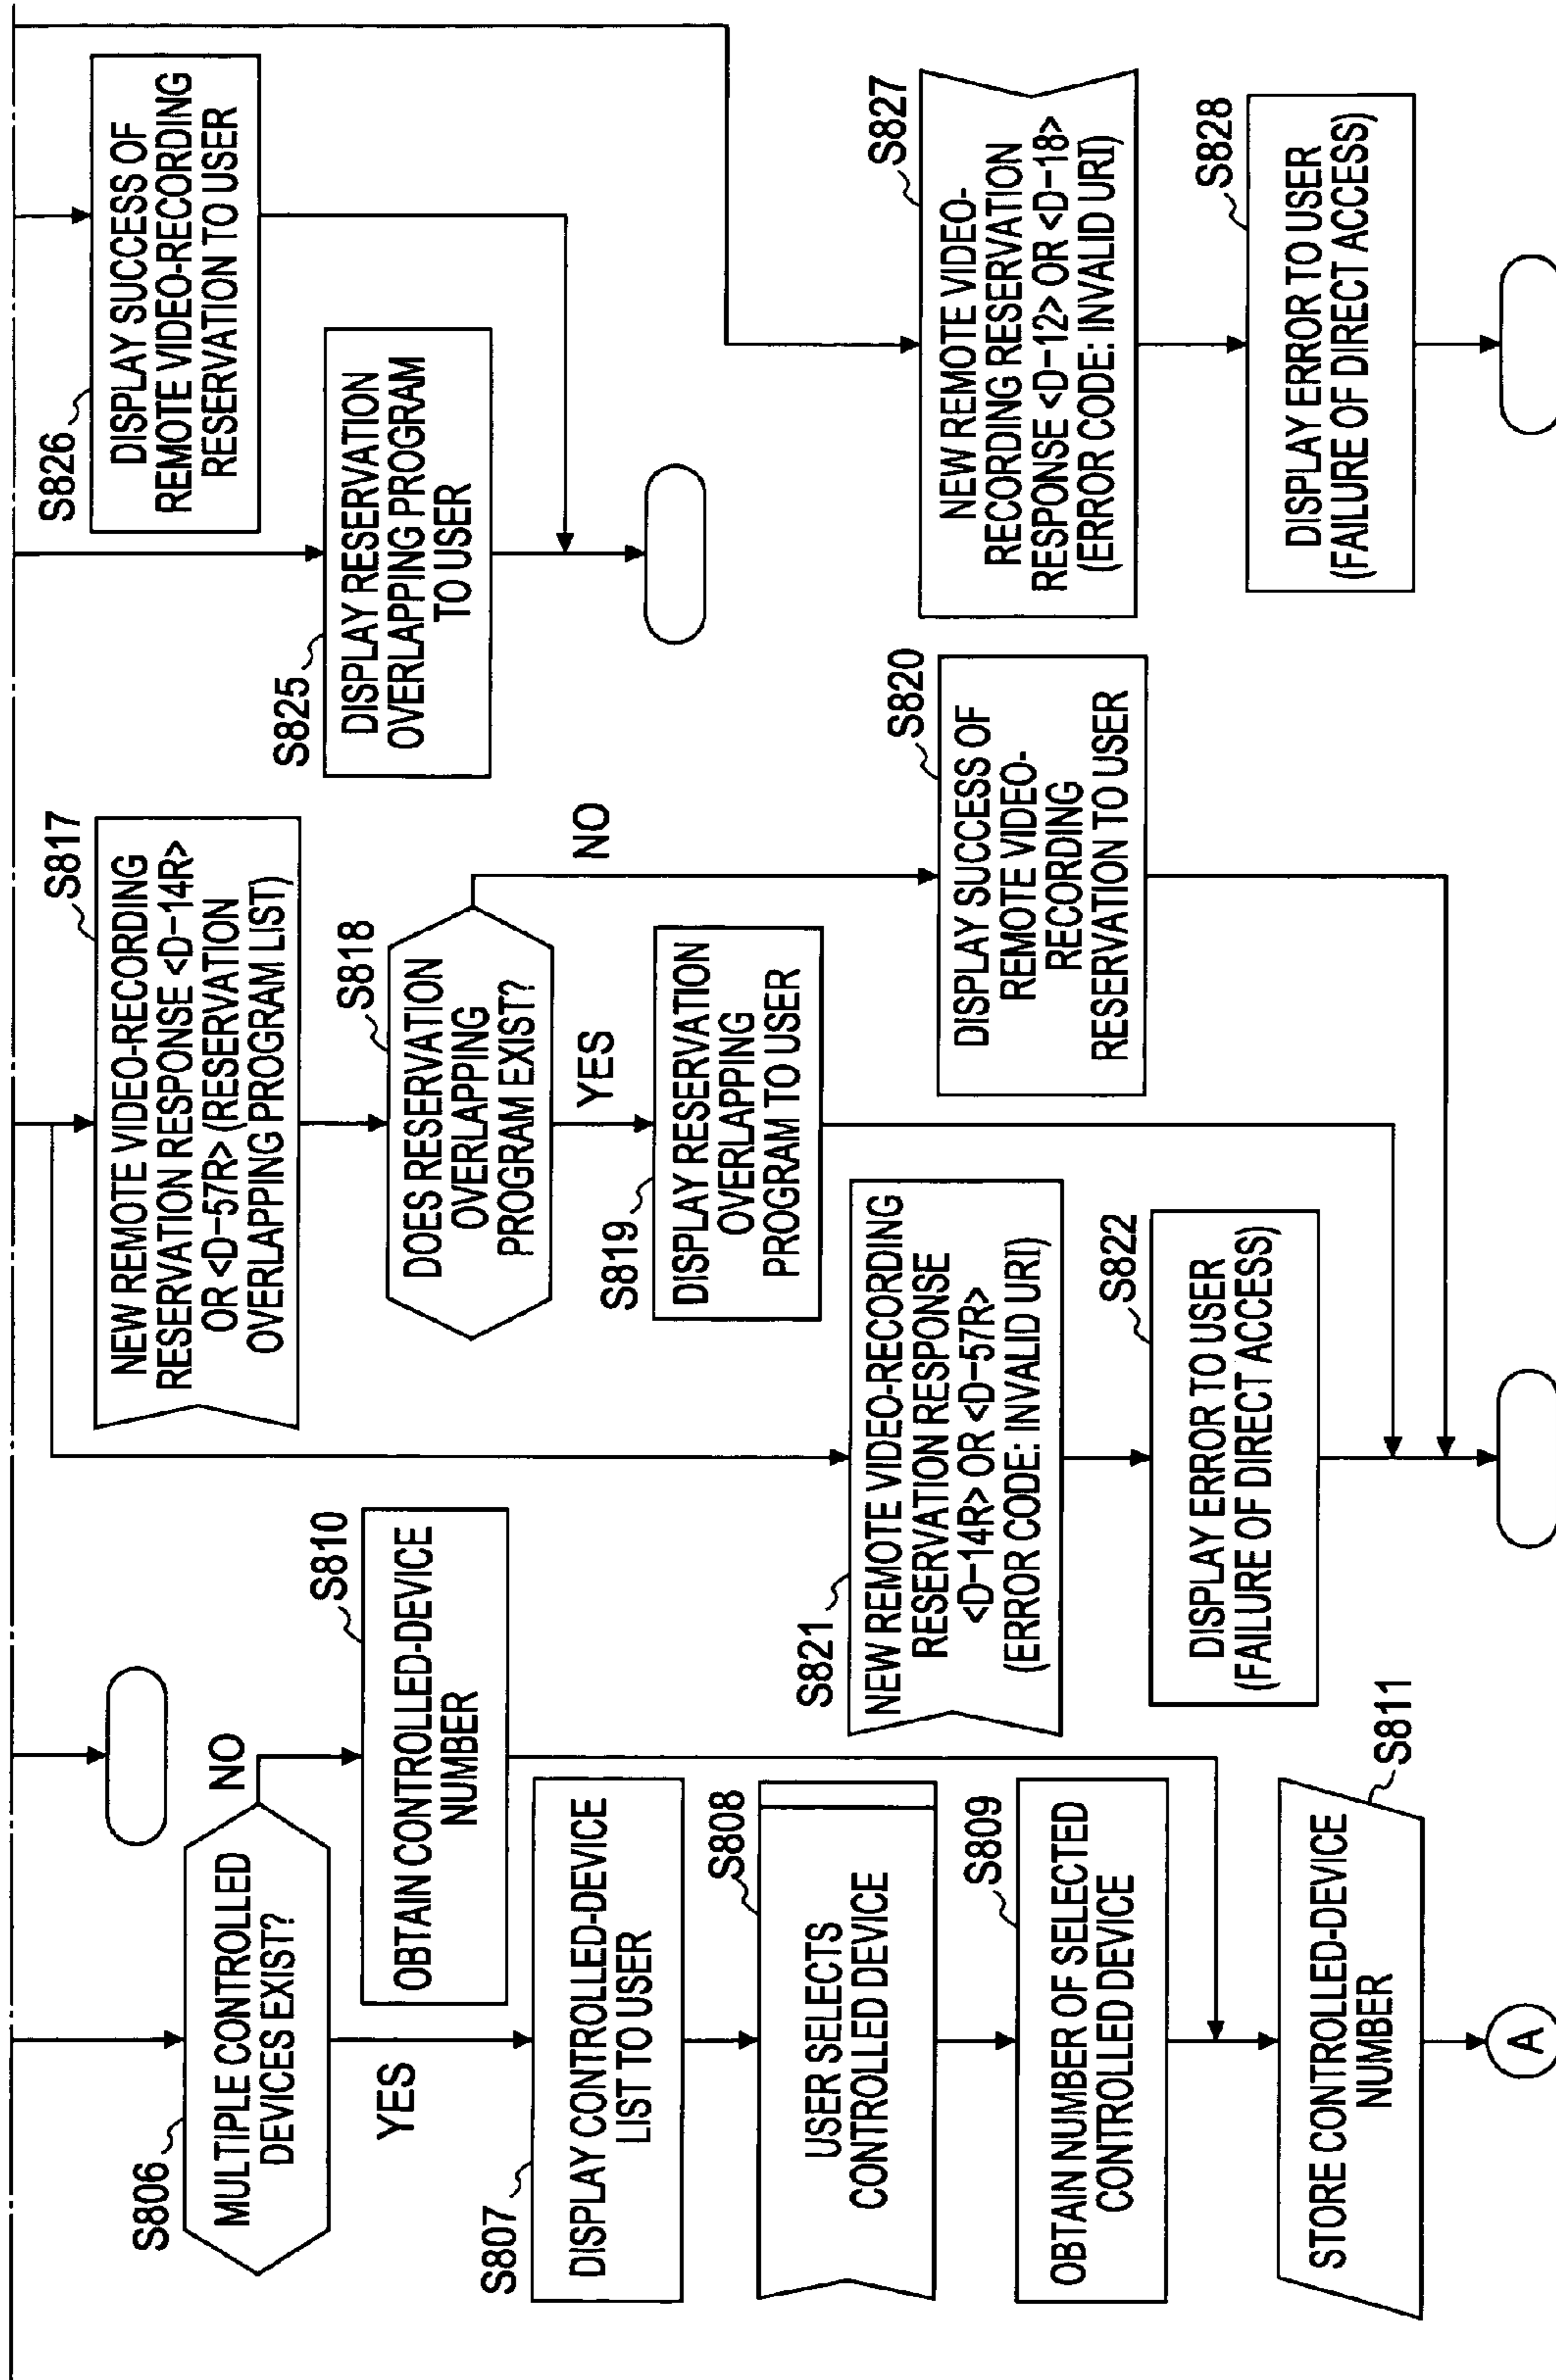 S806
MULTIPLE CONTROLLED
DEVICES EXIST?
NO
YES
S810
OBTAIN CONTROLLED-DEVICE
NUMBER
S807
DISPLAY CONTROLLED-DEVICE
LIST TO USER
S808
USER SELECTS
CONTROLLED DEVICE
S809
OBTAIN NUMBER OF SELECTED
CONTROLLED DEVICE
S811
STORE CONTROLLED-DEVICE
NUMBER
A
S817
NEW REMOTE VIDEO-RECORDING
RESERVATION RESPONSE <D-14R>
OR <D-57R> (RESERVATION
OVERLAPPING PROGRAM LIST)
S818
DOES RESERVATION
OVERLAPPING
PROGRAM EXIST?
NO
YES
S819
DISPLAY RESERVATION
OVERLAPPING
PROGRAM TO USER
S820
DISPLAY SUCCESS OF
REMOTE VIDEO-
RECORDING
RESERVATION TO USER
S821
NEW REMOTE VIDEO-RECORDING
RESERVATION RESPONSE
<D-14R> OR <D-57R>
(ERROR CODE: INVALID URI)
S822
DISPLAY ERROR TO USER
(FAILURE OF DIRECT ACCESS)
S826
DISPLAY SUCCESS OF
REMOTE VIDEO-RECORDING
RESERVATION TO USER
S825
DISPLAY RESERVATION
OVERLAPPING PROGRAM
TO USER
S827
NEW REMOTE VIDEO-
RECORDING RESERVATION
RESPONSE <D-12> OR <D-18>
(ERROR CODE: INVALID URI)
S828
DISPLAY ERROR TO USER
(FAILURE OF DIRECT ACCESS)